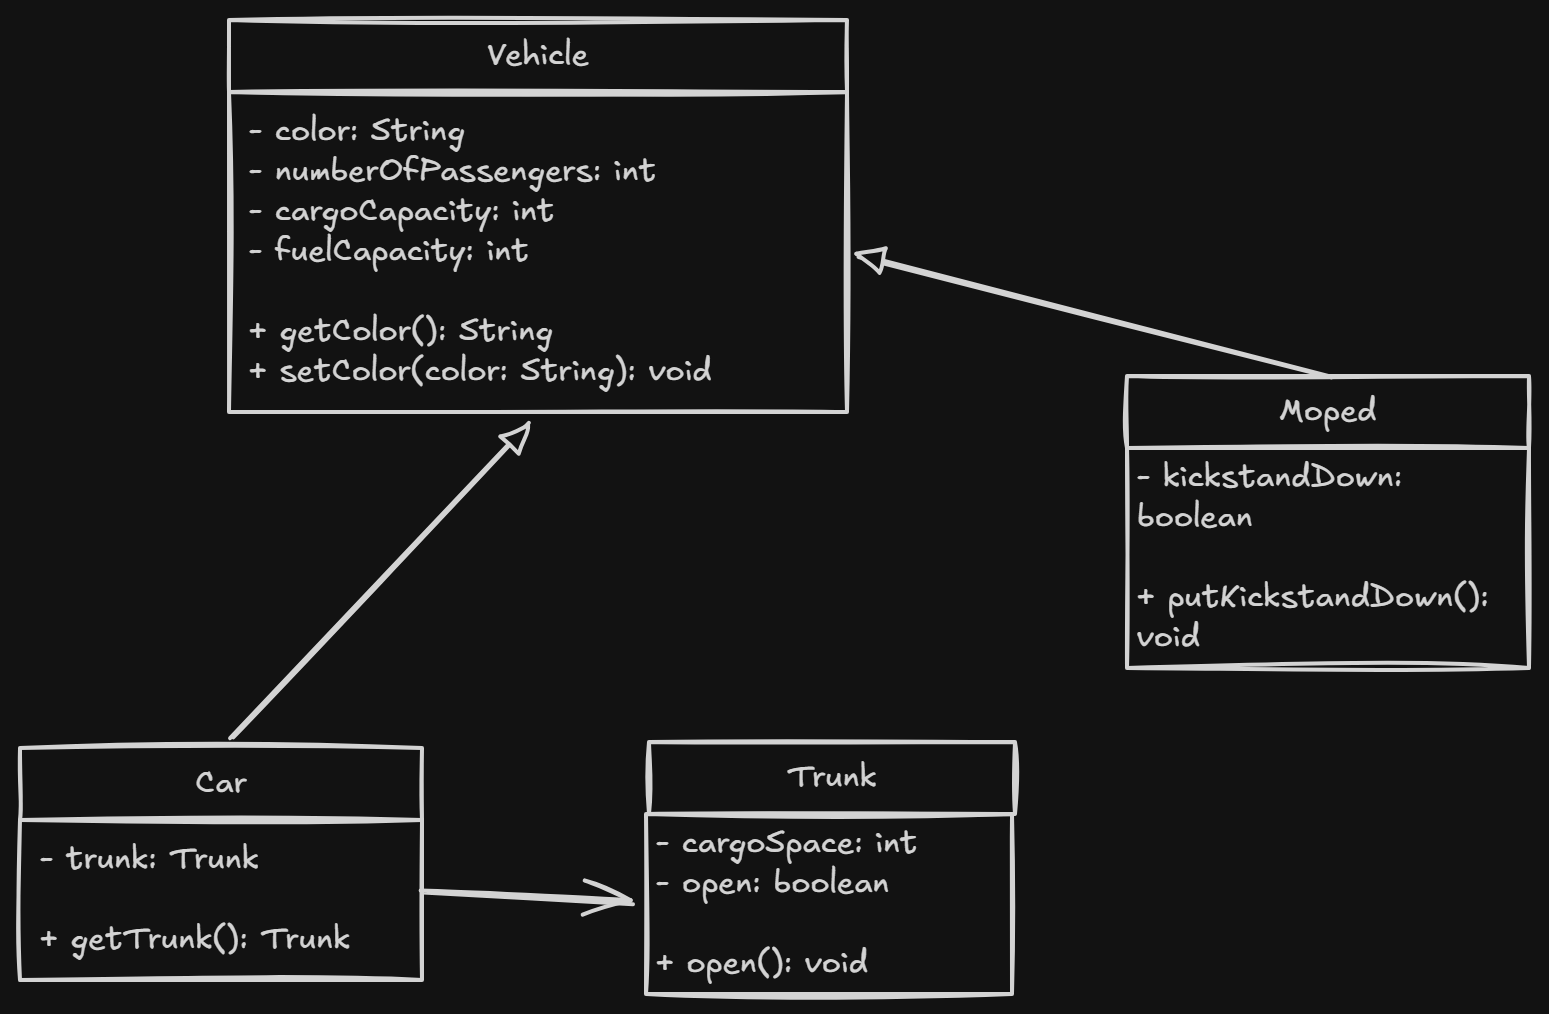 Vehicle
- color: String
- numberOfPassengers: int
- cargoCapacity: int
- fuelCapacity: int
+ getColor(): String
+ setColor(color: String): void
Moped
- kickstandDown:
boolean
+ putKickstandDown():
void
Car
- trunk: Trunk
+ getTrunk(): Trunk
Trunk
- cargoSpace: int
- open: boolean
+ open(): void